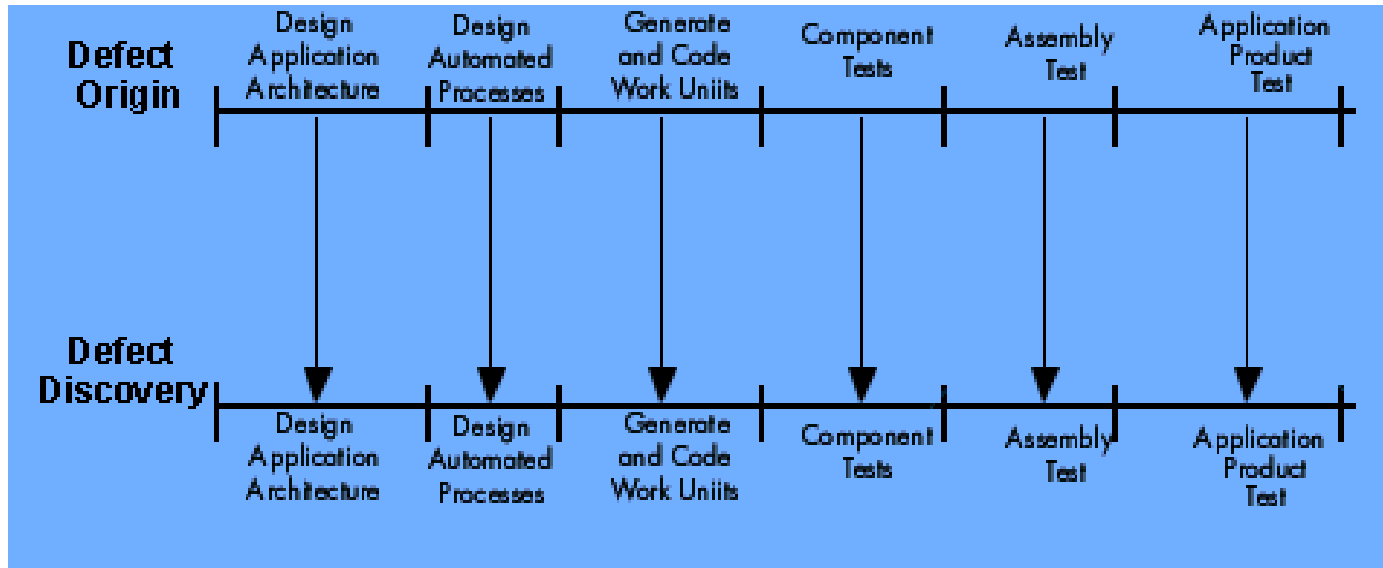 Defect
Origin
Design
Application
Architecture
Design
Automated
Processes
Generate
and Code
Work Uniits
Component
Tests
Assembly
Test
Application
Product
Test
Defect
Discovery
Design
Application
Architecture
Design
Automated
Processes
Generate
and Code
Work Uniits
Component
Tests
Assembly
Test
Application
Product
Test